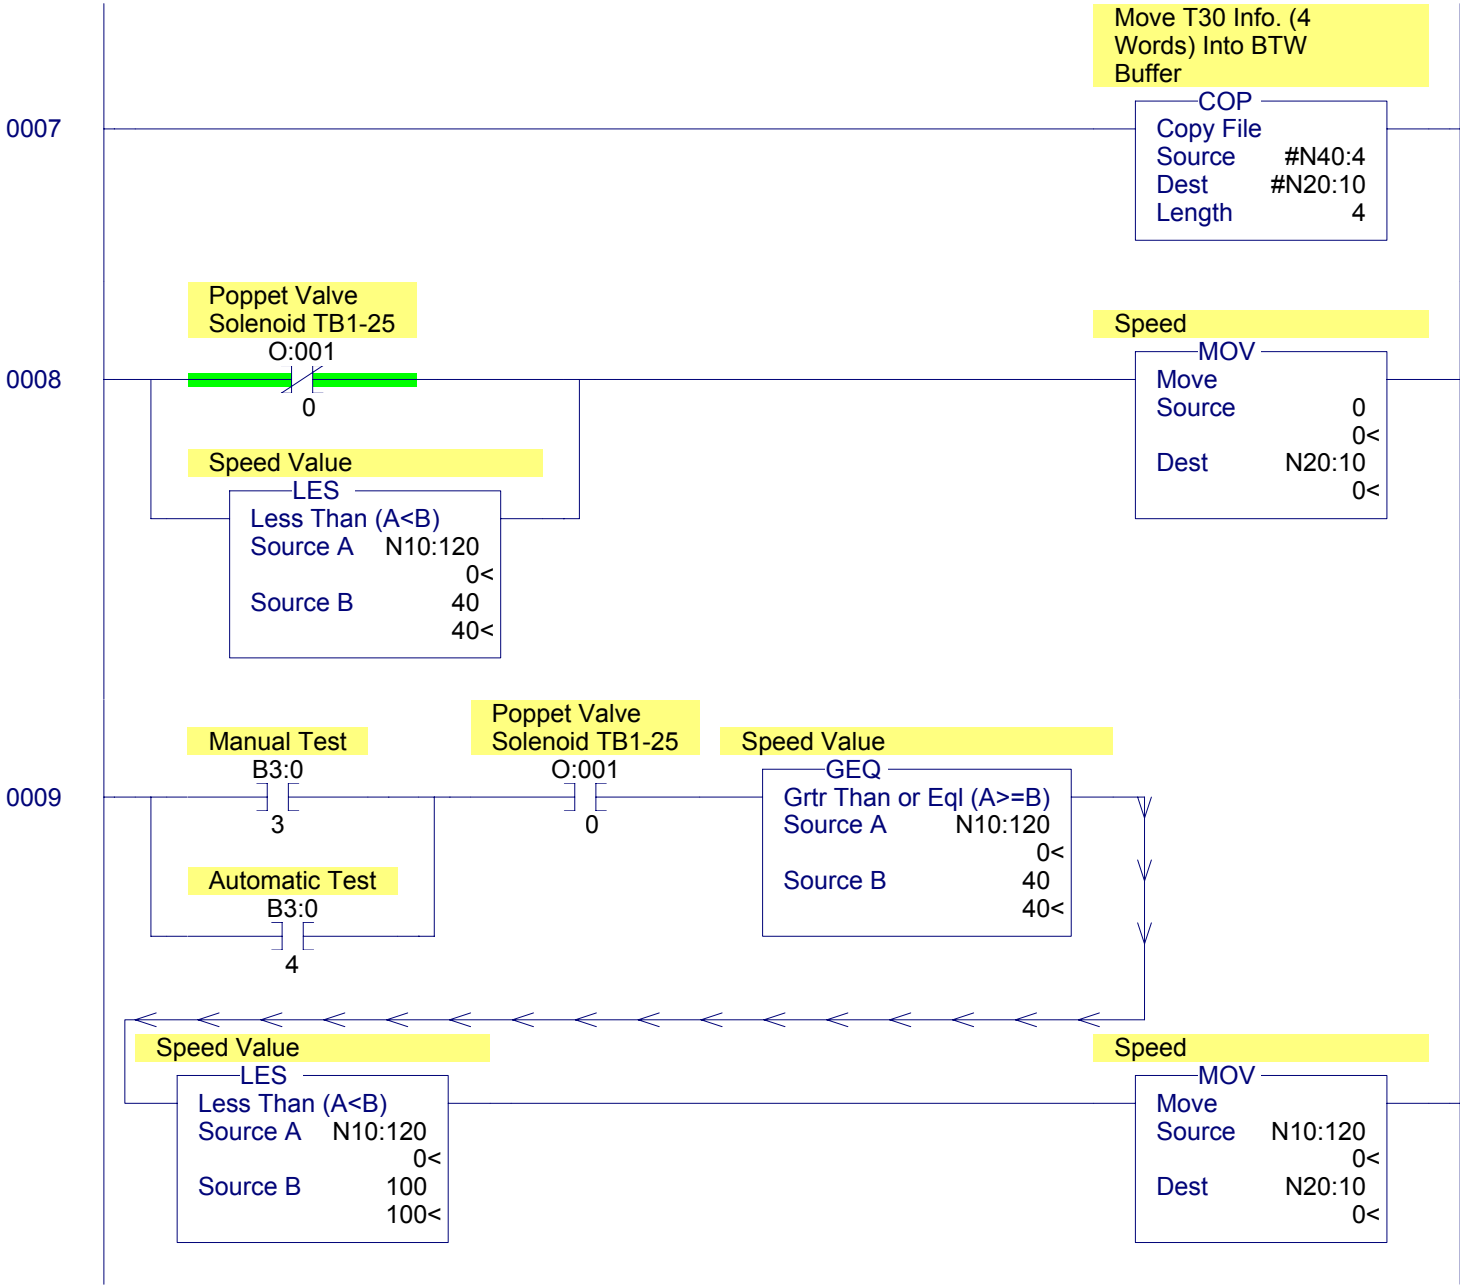 Move T30 Info. (4
Words) Into BTW
Buffer
COP
0007
Copy File
Source #N40:4
Dest #N20:10
Length 4
Poppet Valve
Solenoid TB1-25
O:001
0008
0
Speed
MOV
Move
Source 0
0<
Dest N20:10
0<
Speed Value
LES
Less Than (A<B)
Source A N10:120
0<
Source B 40
40<
Manual Test
B3:0
0009
3
Automatic Test
B3:0
4
Poppet Valve
Solenoid TB1-25
O:001
0
Speed Value
GEQ
Grtr Than or Eql (A>=B)
Source A N10:120
0<
Source B 40
40<
Speed Value
LES
Less Than (A<B)
Source A N10:120
0<
Source B 100
100<
Speed
MOV
Move
Source N10:120
0<
Dest N20:10
0<